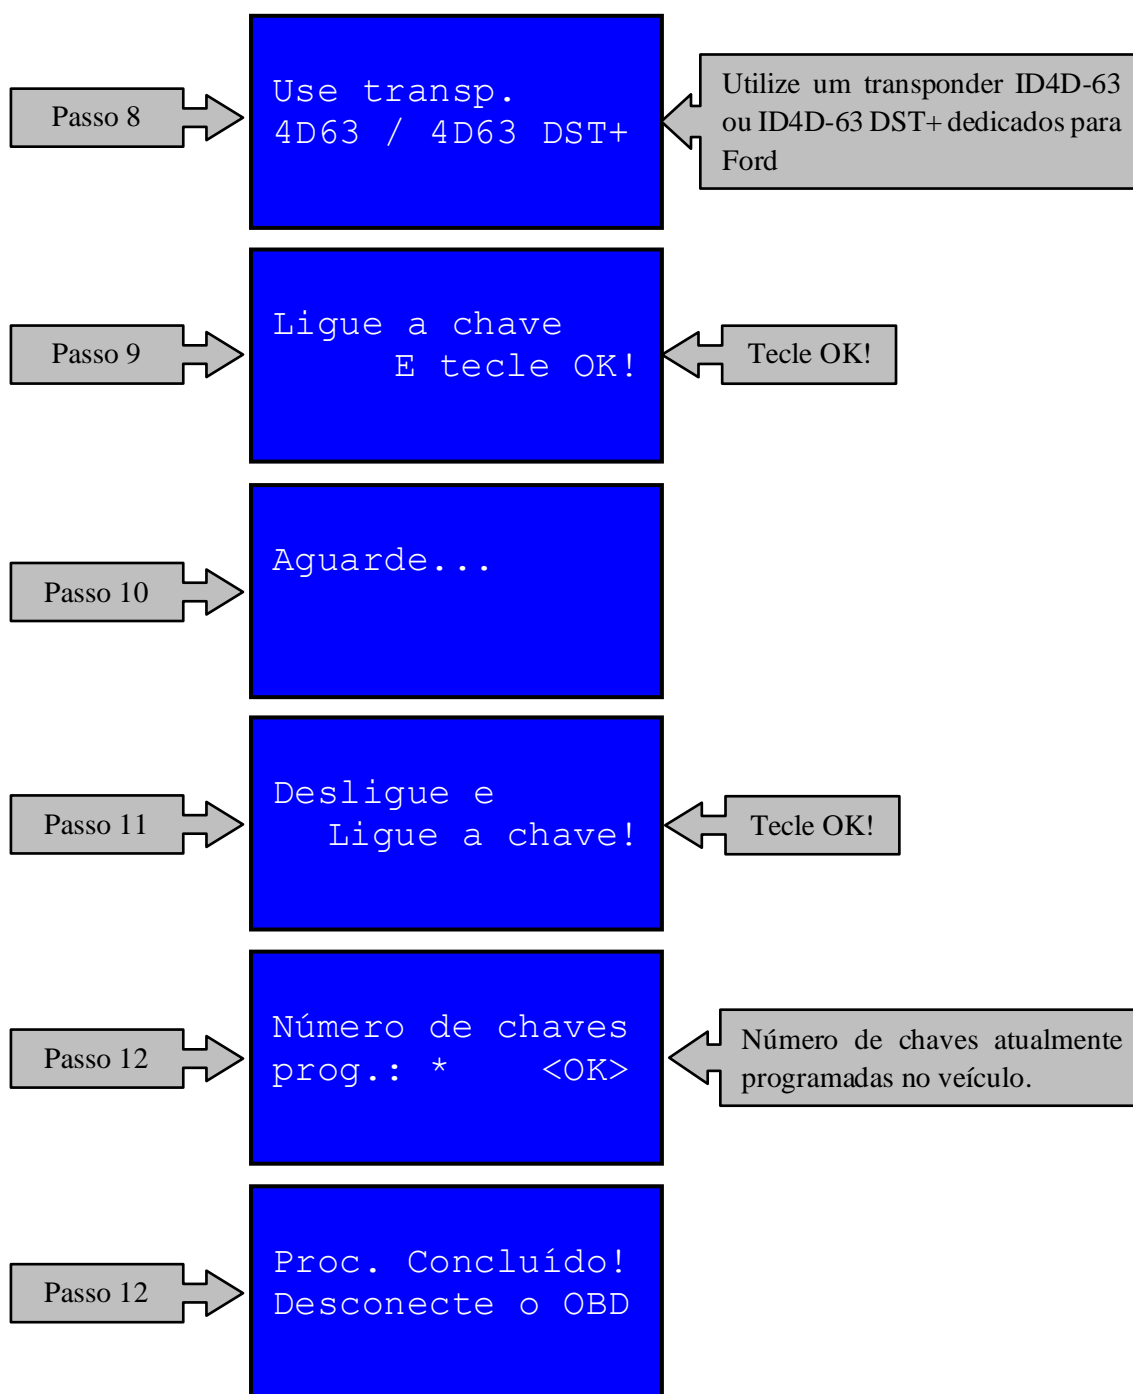 Passo 8
Use transp.
4D63 / 4D63 DST+
Utilize um transponder ID4D-63
ou ID4D-63 DST+ dedicados para
Ford
Passo 9
Ligue a chave
E tecle OK!
Tecle OK!
Passo 10
Aguarde...
Passo 11
Desligue e
Ligue a chave!
Tecle OK!
Passo 12
Número de chaves
prog.: * <OK>
Número de chaves atualmente
programadas no veículo.
Passo 12
Proc. Concluído!
Desconecte o OBD